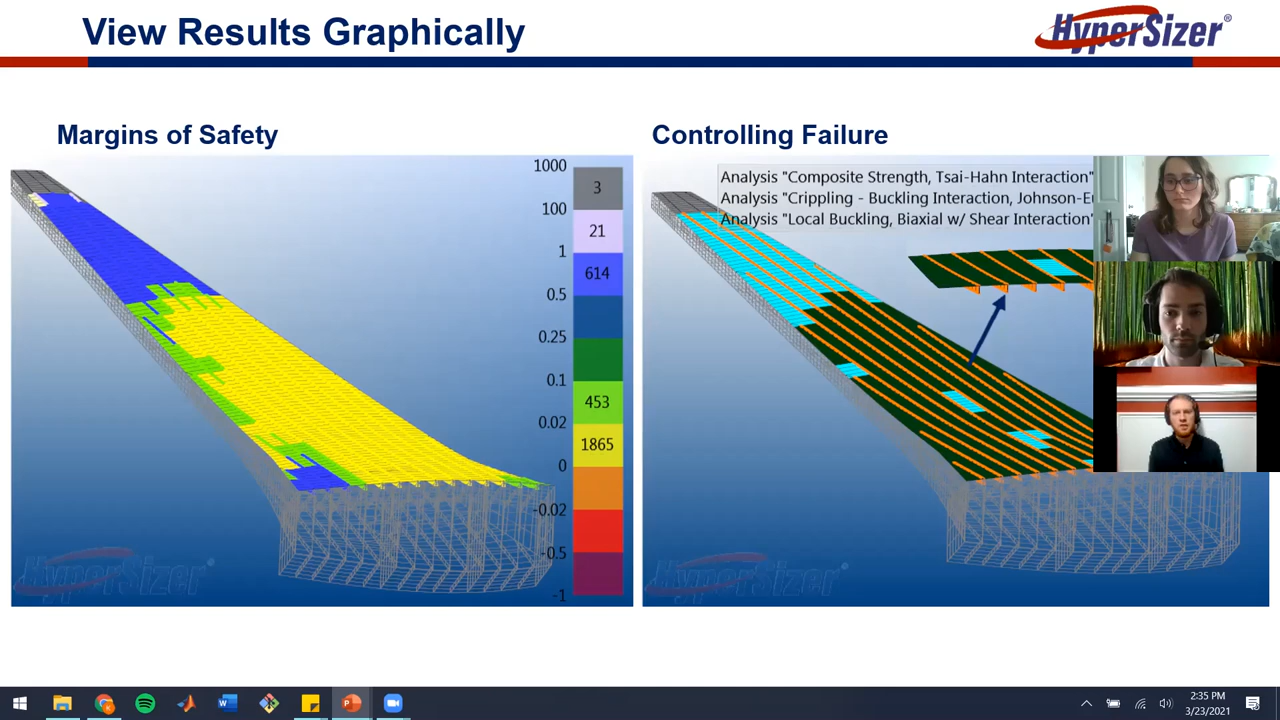 View Results Graphically
HyperSizer®
Margins of Safety
Controlling Failure
1000
3
100
21
1
614
0.5
0.25
0.1
453
0.02
1865
0
-0.02
-0.5
-1
HyperSizer®
Analysis "Composite Strength, Tsai-Hahn Interaction"
Analysis "Crippling - Buckling Interaction, Johnson-E
Analysis "Local Buckling, Biaxial w/ Shear Interaction"
HyperSizer®
2:35 PM
3/23/2021